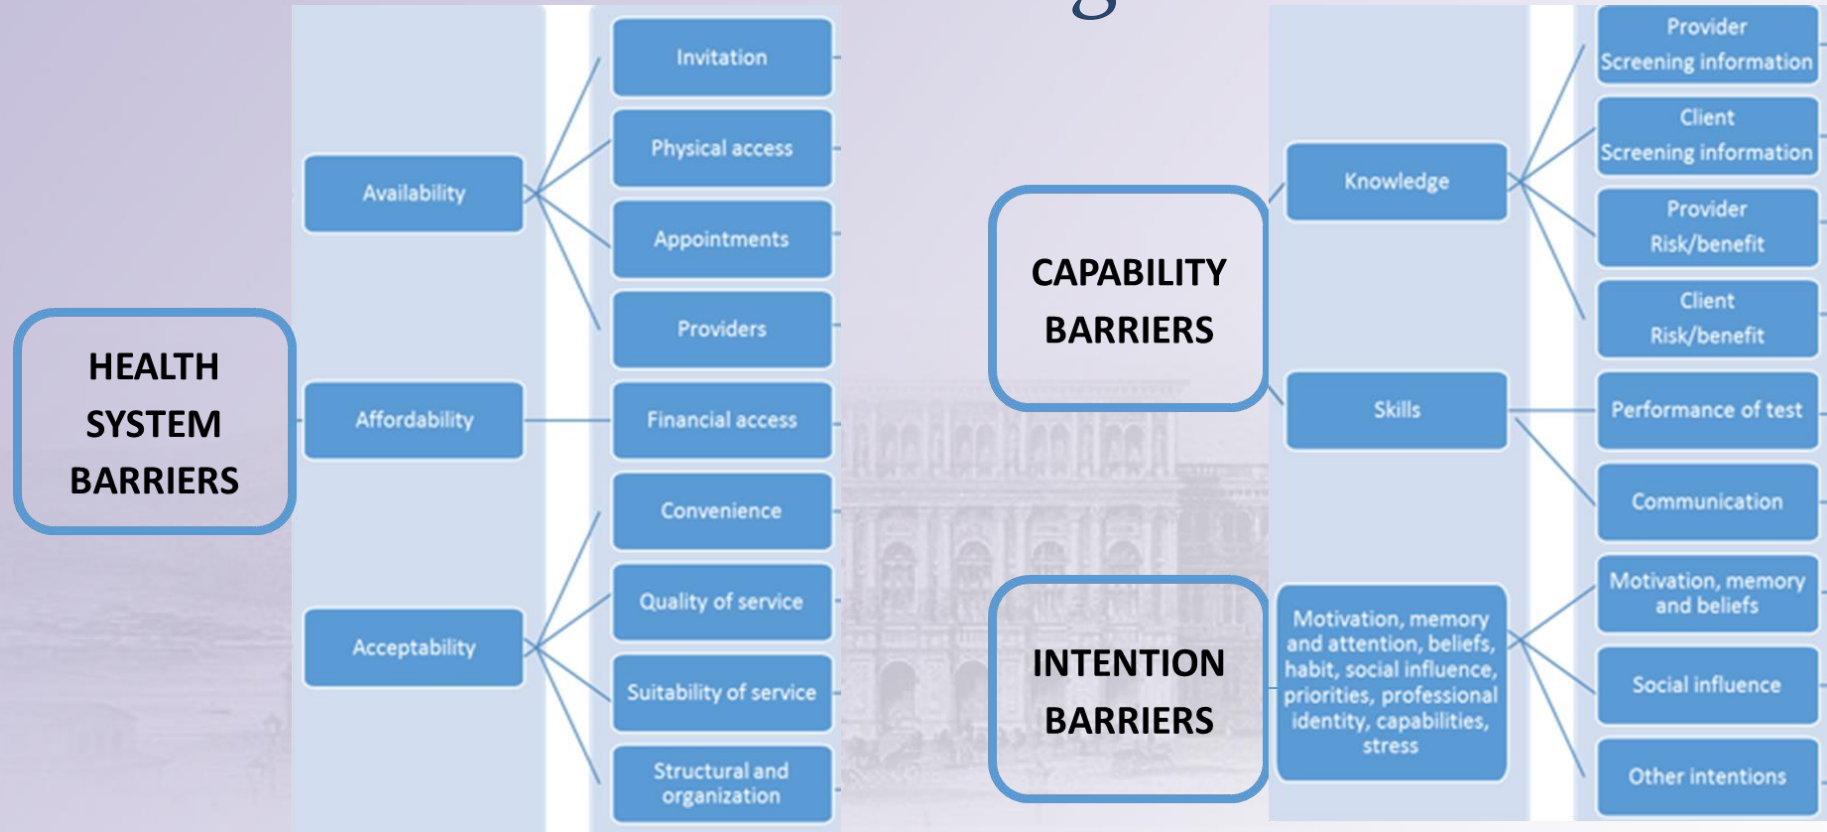 HEALTH
SYSTEM
BARRIERS
Availability
Affordability
Acceptability
Invitation
Physical access
Appointments
Providers
Financial access
Convenience
Quality of service
Suitability of service
Structural and
organization
CAPABILITY
BARRIERS
Knowledge
Skills
Provider
Screening information
Client
Screening information
Provider
Risk/benefit
Client
Risk/benefit
Performance of test
Communication
INTENTION
BARRIERS
Motivation, memory
and attention, beliefs,
habit, social influence,
priorities, professional
identity, capabilities,
stress
Motivation, memory
and beliefs
Social influence
Other intentions